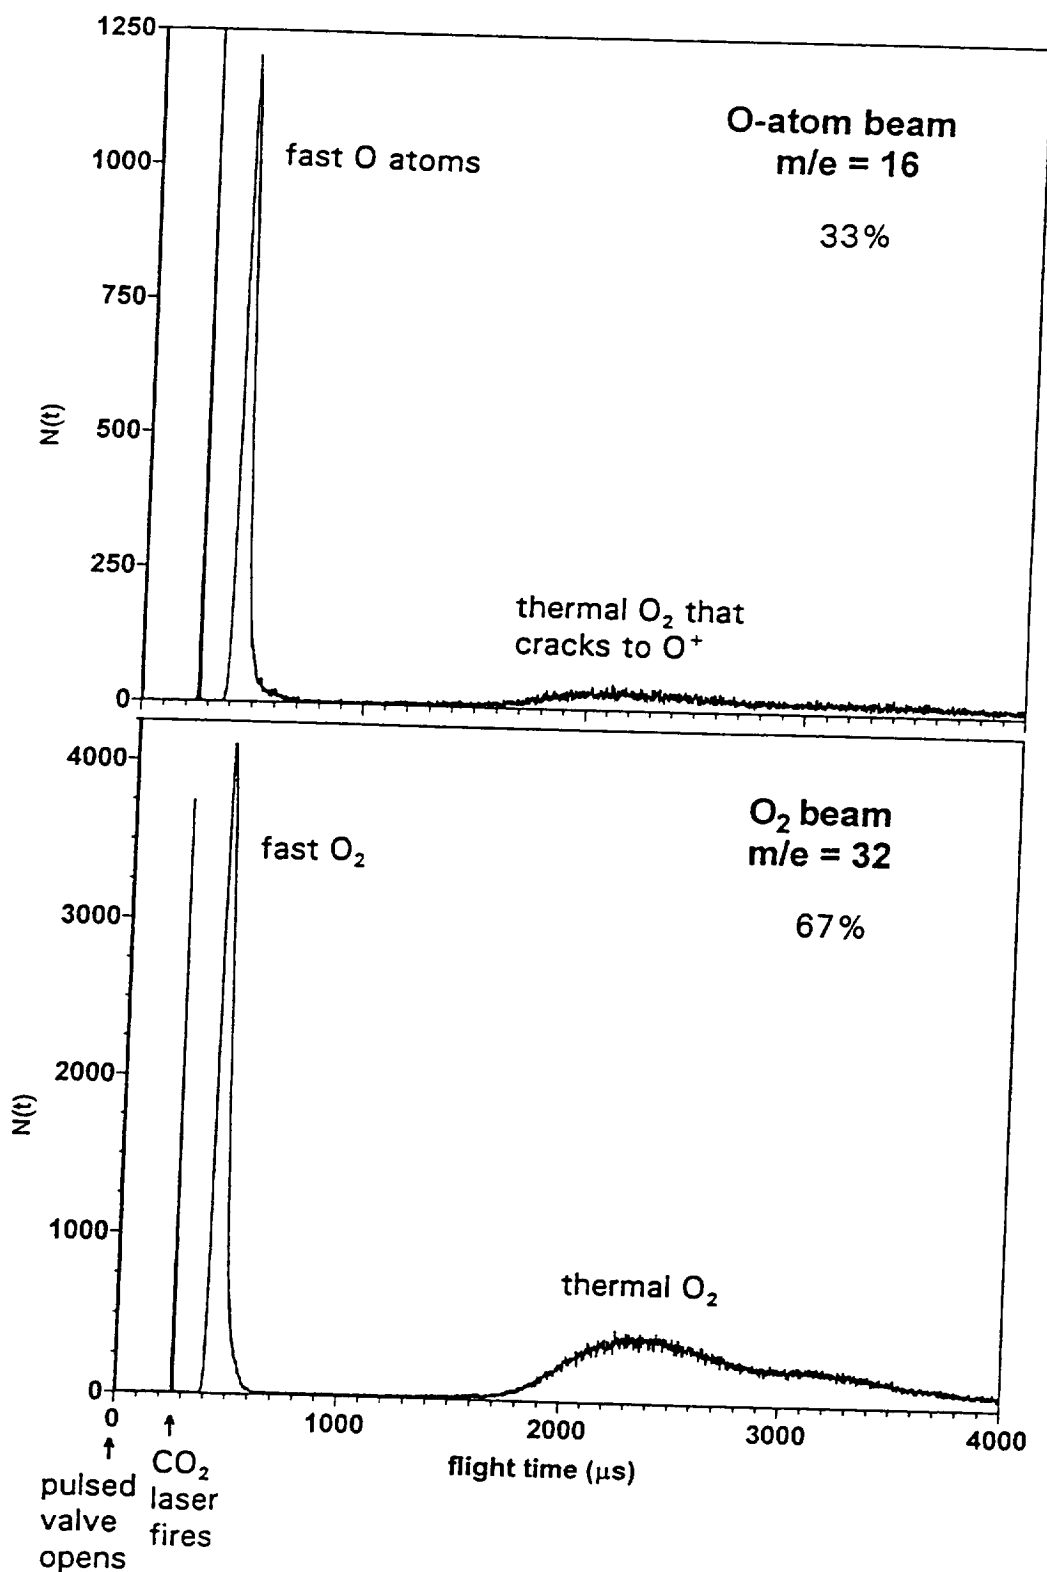 1250
1000
750
500
250
0
N(t)
fast O atoms
O-atom beam
m/e = 16
33%
thermal O₂ that
cracks to O⁺
4000
3000
2000
1000
0
N(t)
fast O₂
O₂ beam
m/e = 32
67%
thermal O₂
0
1000
2000
3000
4000
flight time (μs)
pulsed
valve
opens
CO₂
laser
fires